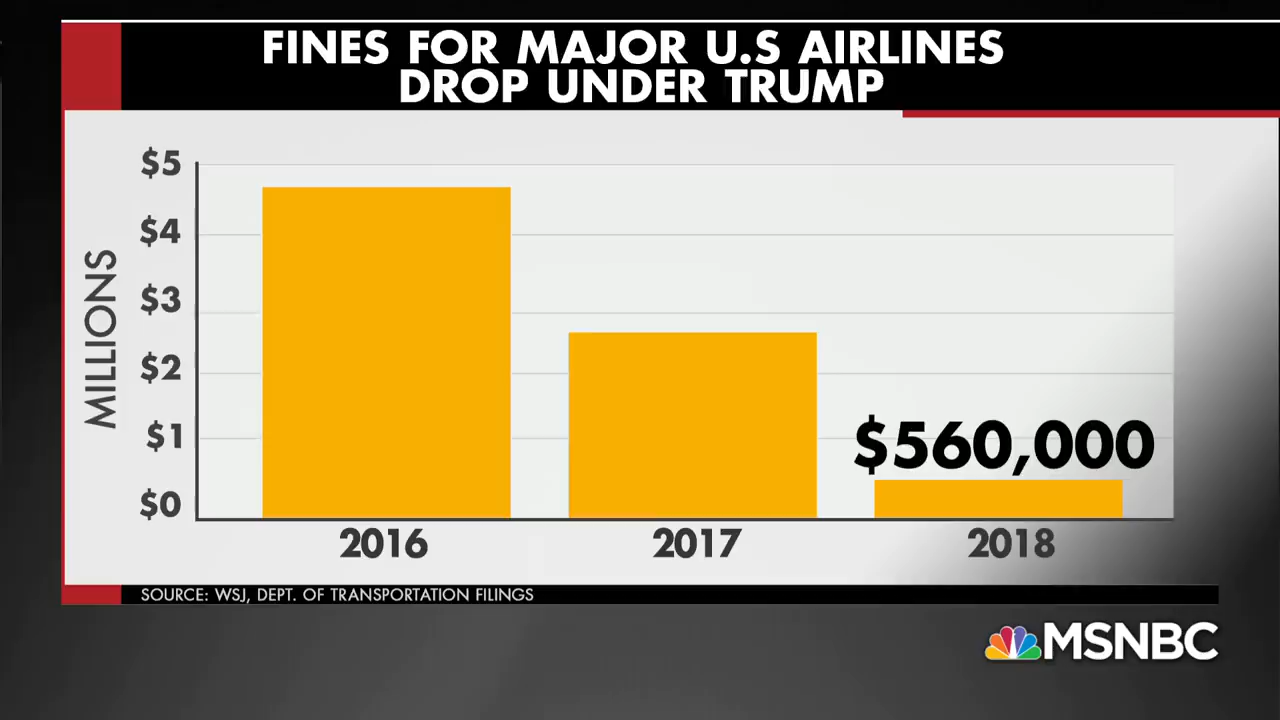 FINES FOR MAJOR U.S AIRLINES
DROP UNDER TRUMP
MILLIONS
$5
$4
$3
$2
$1
$0
$560,000
2016
2017
2018
SOURCE: WSJ, DEPT. OF TRANSPORTATION FILINGS
MSNBC